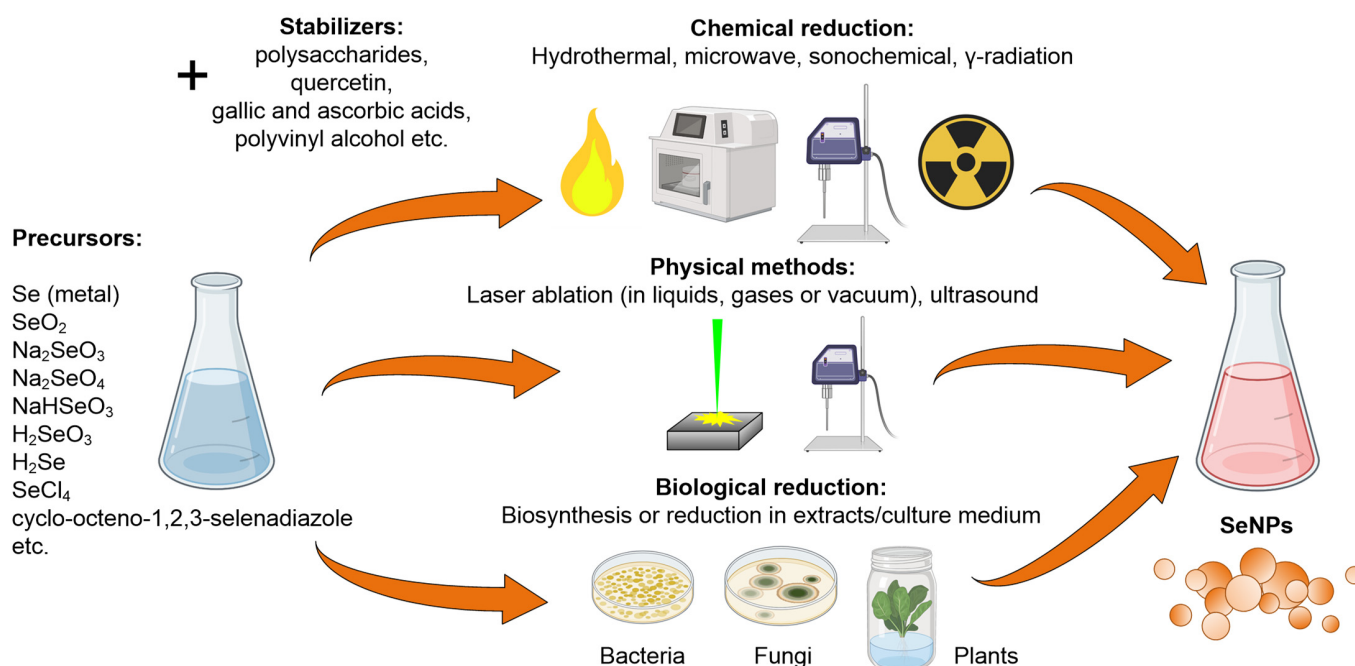 Stabilizers:
polysaccharides,
quercetin,
gallic and ascorbic acids,
polyvinyl alcohol etc.
+
Chemical reduction:
Hydrothermal, microwave, sonochemical, γ-radiation
Precursors:
Se (metal)
SeO₂
Na₂SeO₃
Na₂SeO₄
NaHSeO₃
H₂SeO₃
H₂Se
SeCl₄
cyclo-octeno-1,2,3-selenadiazole
etc.
Physical methods:
Laser ablation (in liquids, gases or vacuum), ultrasound
Biological reduction:
Biosynthesis or reduction in extracts/culture medium
Bacteria
Fungi
Plants
SeNPs